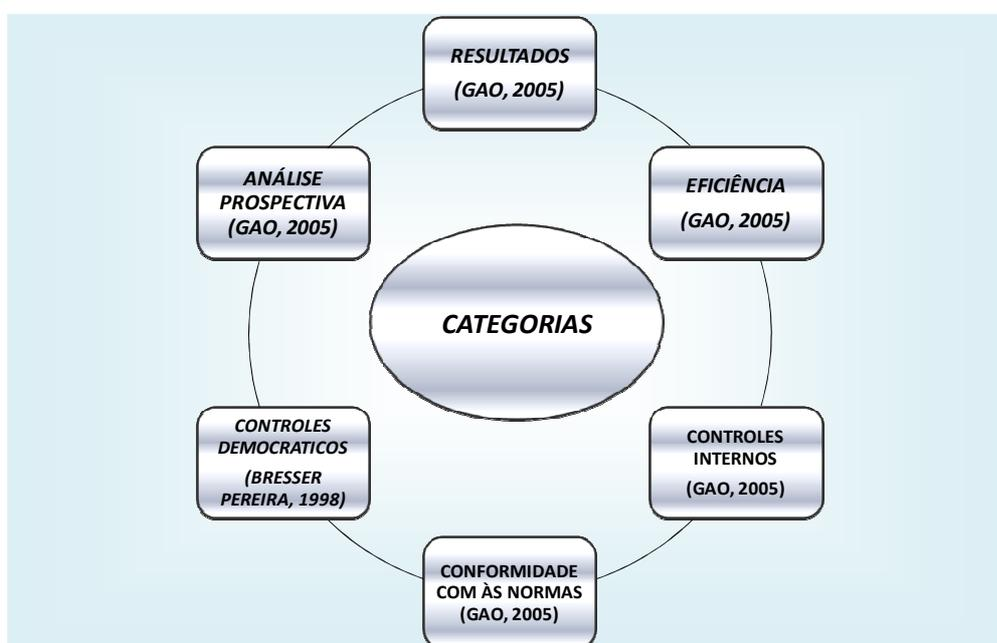 RESULTADOS
(GAO, 2005)
ANÁLISE
PROSPECTIVA
(GAO, 2005)
EFICIÊNCIA
(GAO, 2005)
CATEGORIAS
CONTROLES
DEMOCRATICOS
(BRESSER
PEREIRA, 1998)
CONTROLES
INTERNOS
(GAO, 2005)
CONFORMIDADE
COM ÀS NORMAS
(GAO, 2005)